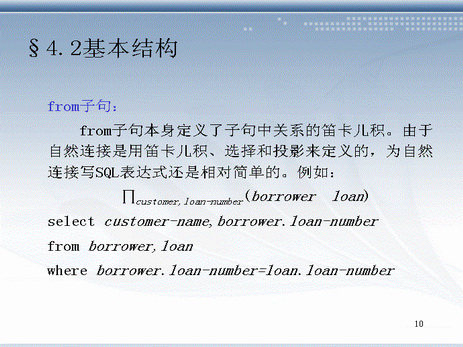 §4.2基本结构
from子句:
from子句本身定义了子句中关系的笛卡儿积。由于
自然连接是用笛卡儿积、选择和投影来定义的，为自然
连接写SQL表达式还是相对简单的。例如:
∏customer,loan-number(borrower loan)
select customer-name,borrower.loan-number
from borrower,loan
where borrower.loan-number=loan.loan-number
10